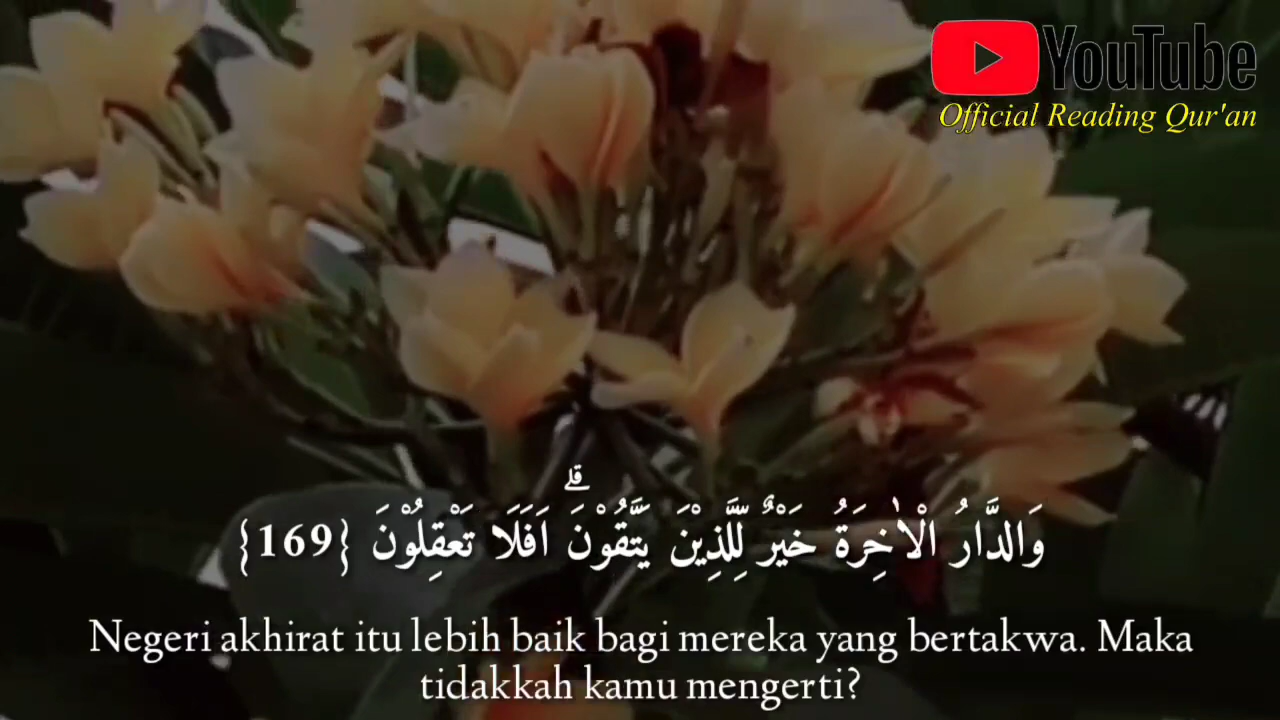 YouTube
Official Reading Qur'an
وَالدَّارُ الْاٰخِرَةُ خَيْرٌ لِّلَّذِيْنَ يَتَّقُوْنَۗ اَفَلَا تَعْقِلُوْنَ {169}
Negeri akhirat itu lebih baik bagi mereka yang bertakwa. Maka
tidakkah kamu mengerti?